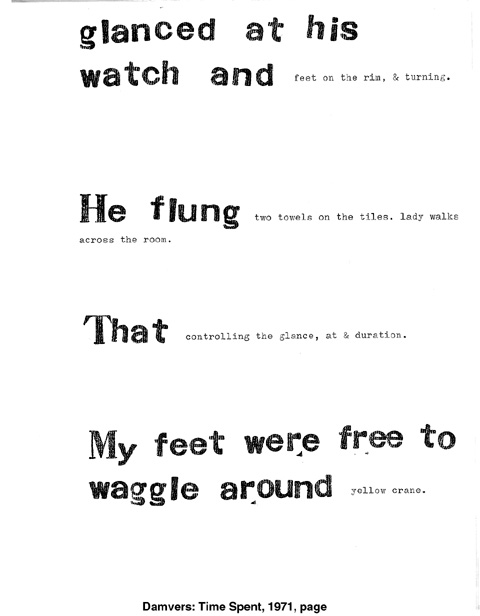 glanced at his
watch and feet on the rim, & turning.
He flung two towels on the tiles. lady walks
across the room.
That controlling the glance, at & duration.
My feet were free to
waggle around yellow crane.
Damvers: Time Spent, 1971, page